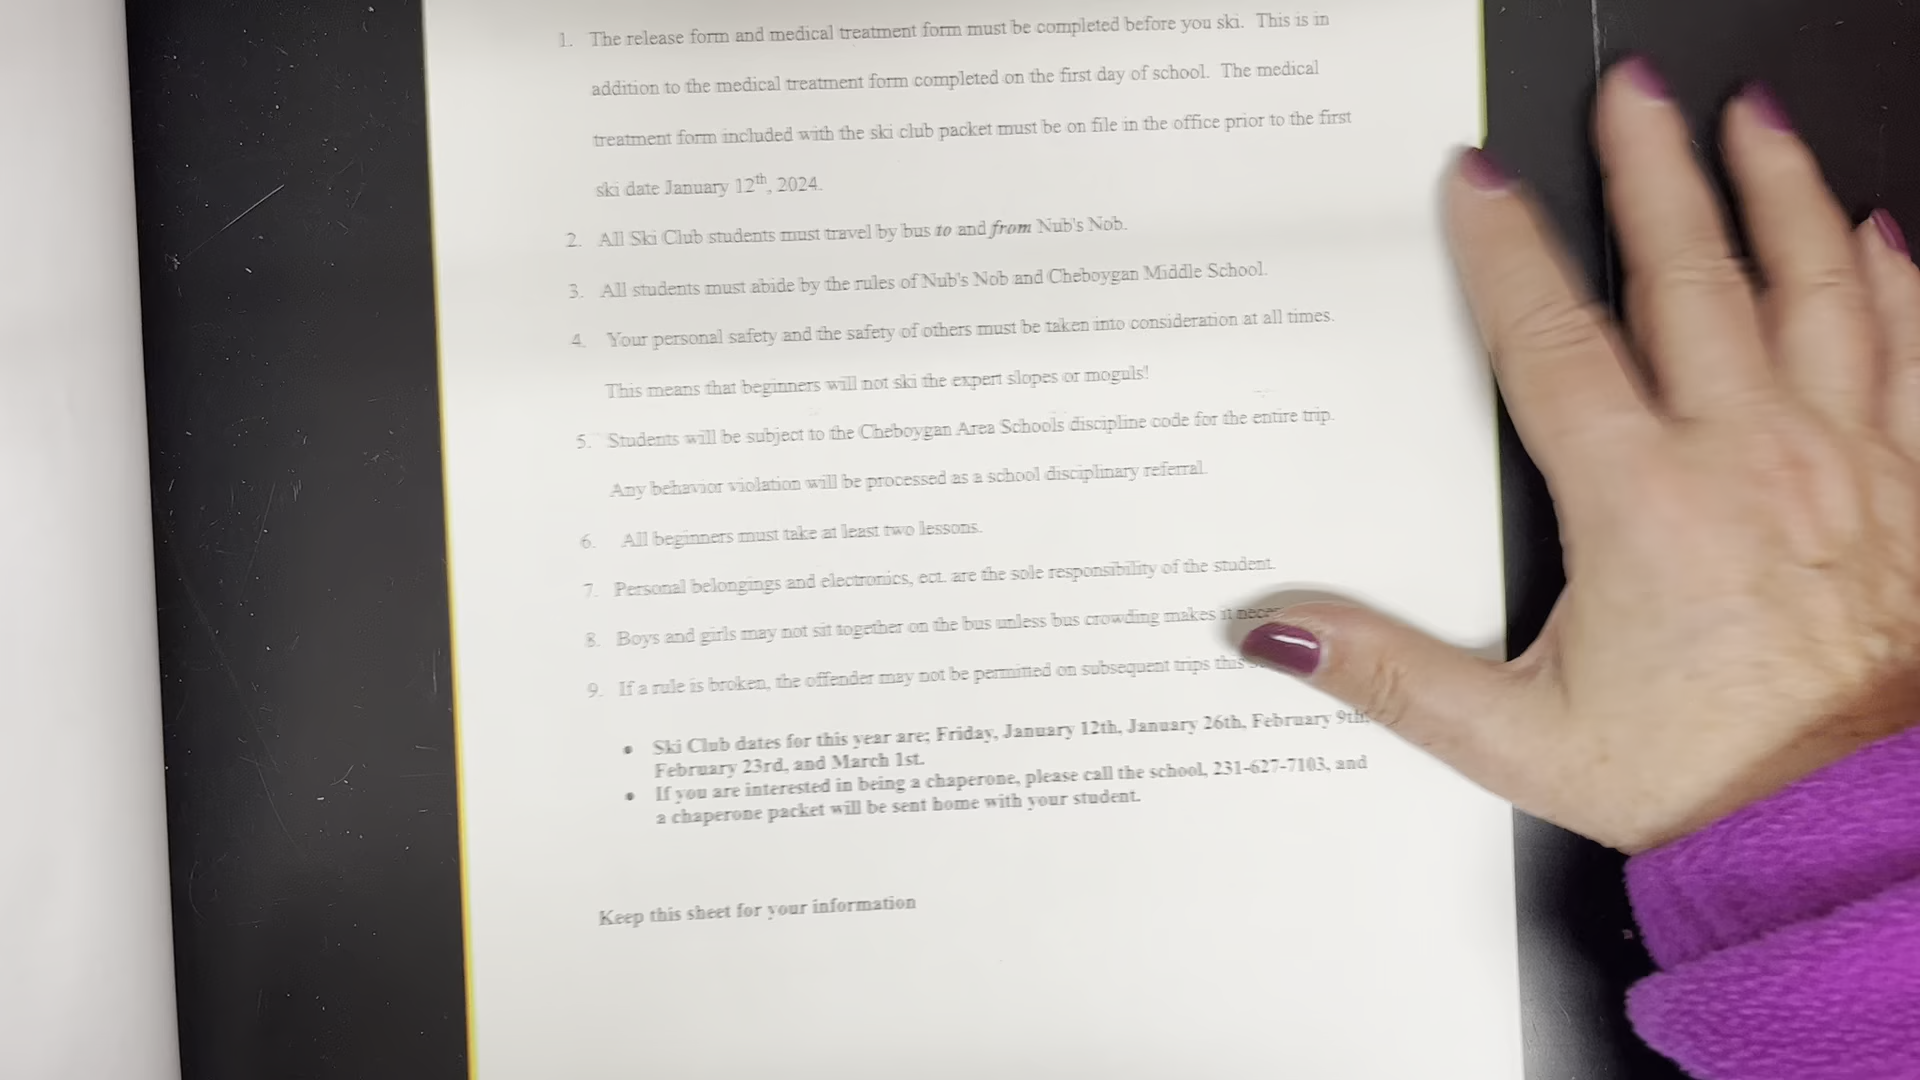 1. The release form and medical treatment form must be completed before you ski. This is in
addition to the medical treatment form completed on the first day of school. The medical
treatment form included with the ski club packet must be on file in the office prior to the first
ski date January 12th, 2024.
2. All Ski Club students must travel by bus to and from Nub's Nob.
3. All students must abide by the rules of Nub's Nob and Cheboygan Middle School.
4. Your personal safety and the safety of others must be taken into consideration at all times.
This means that beginners will not ski the expert slopes or moguls!
5. Students will be subject to the Cheboygan Area Schools discipline code for the entire trip.
Any behavior violation will be processed as a school disciplinary referral.
6. All beginners must take at least two lessons.
7. Personal belongings and electronics, ect. are the sole responsibility of the student.
8. Boys and girls may not sit together on the bus unless bus crowding makes it
9. If a rule is broken, the offender may not be permitted on subsequent trips this
• Ski Club dates for this year are; Friday, January 12th, January 26th, February 9th,
February 23rd, and March 1st.
• If you are interested in being a chaperone, please call the school, 231-627-7103, and
a chaperone packet will be sent home with your student.
Keep this sheet for your information